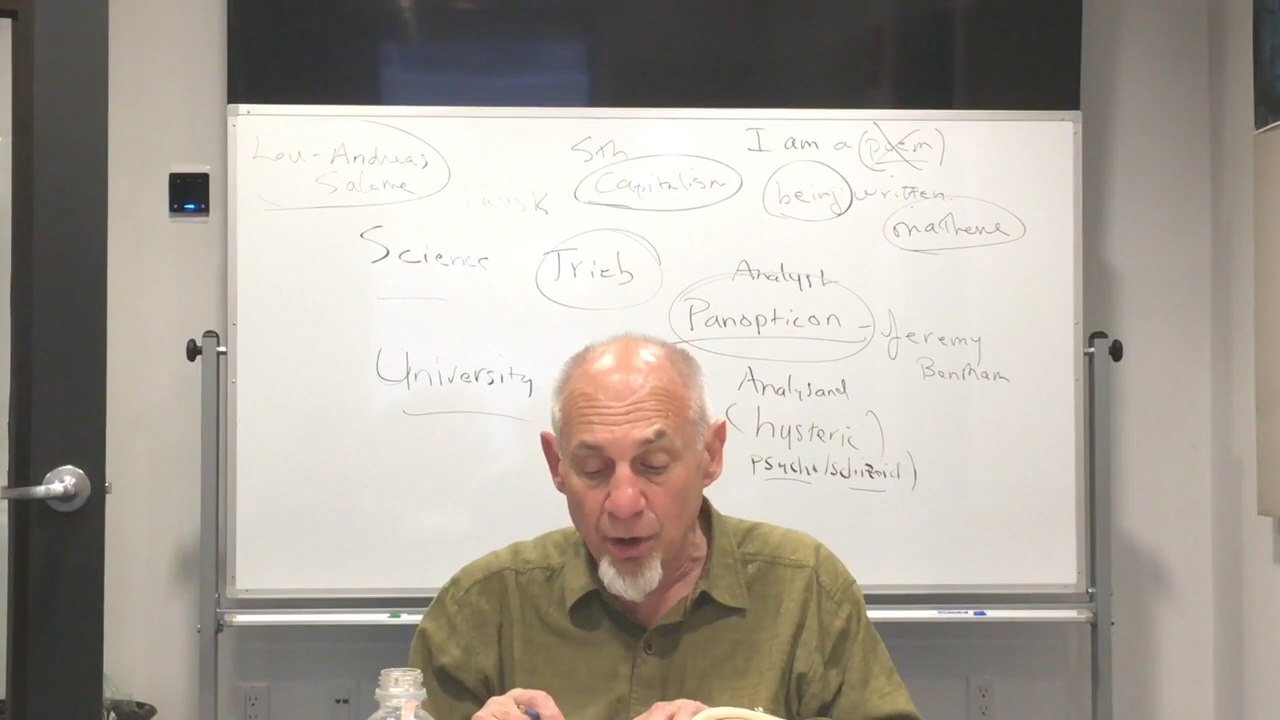 Lou-Andreas
Salome
5th
Capitalism
I am a (poem)
being written
mathene
Science
Trieb
Analyst
Panopticon - Jeremy
Bentham
University
Analysand
(hysteric)
psycho/schizoid)